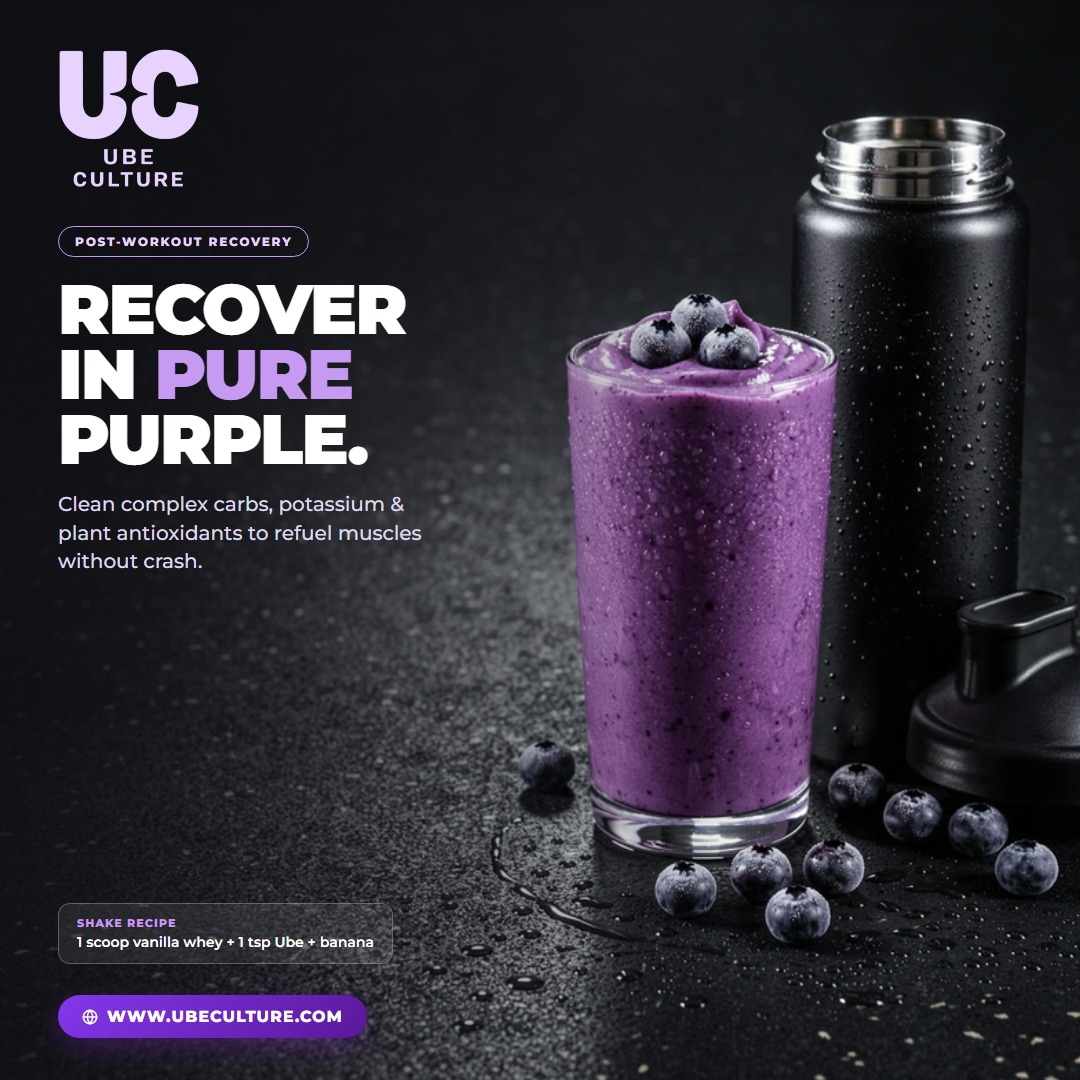 UC
UBE
CULTURE
POST-WORKOUT RECOVERY
RECOVER
IN PURE
PURPLE.
Clean complex carbs, potassium &
plant antioxidants to refuel muscles
without crash.
SHAKE RECIPE
1 scoop vanilla whey + 1 tsp Ube + banana
WWW.UBECULTURE.COM